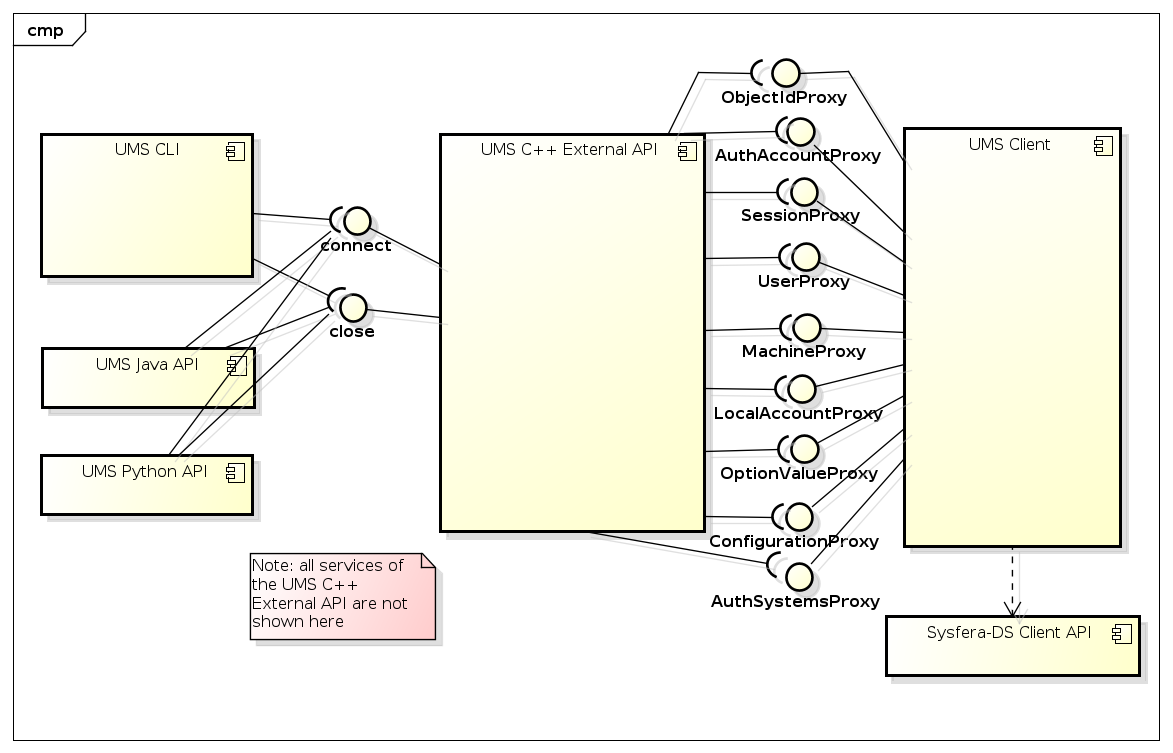 cmp
ObjectIdProxy
UMS CLI
UMS C++ External API
UMS Client
AuthAccountProxy
SessionProxy
connect
UserProxy
close
MachineProxy
UMS Java API
LocalAccountProxy
UMS Python API
OptionValueProxy
ConfigurationProxy
Note: all services of
the UMS C++
External API are not
shown here
AuthSystemsProxy
Sysfera-DS Client API